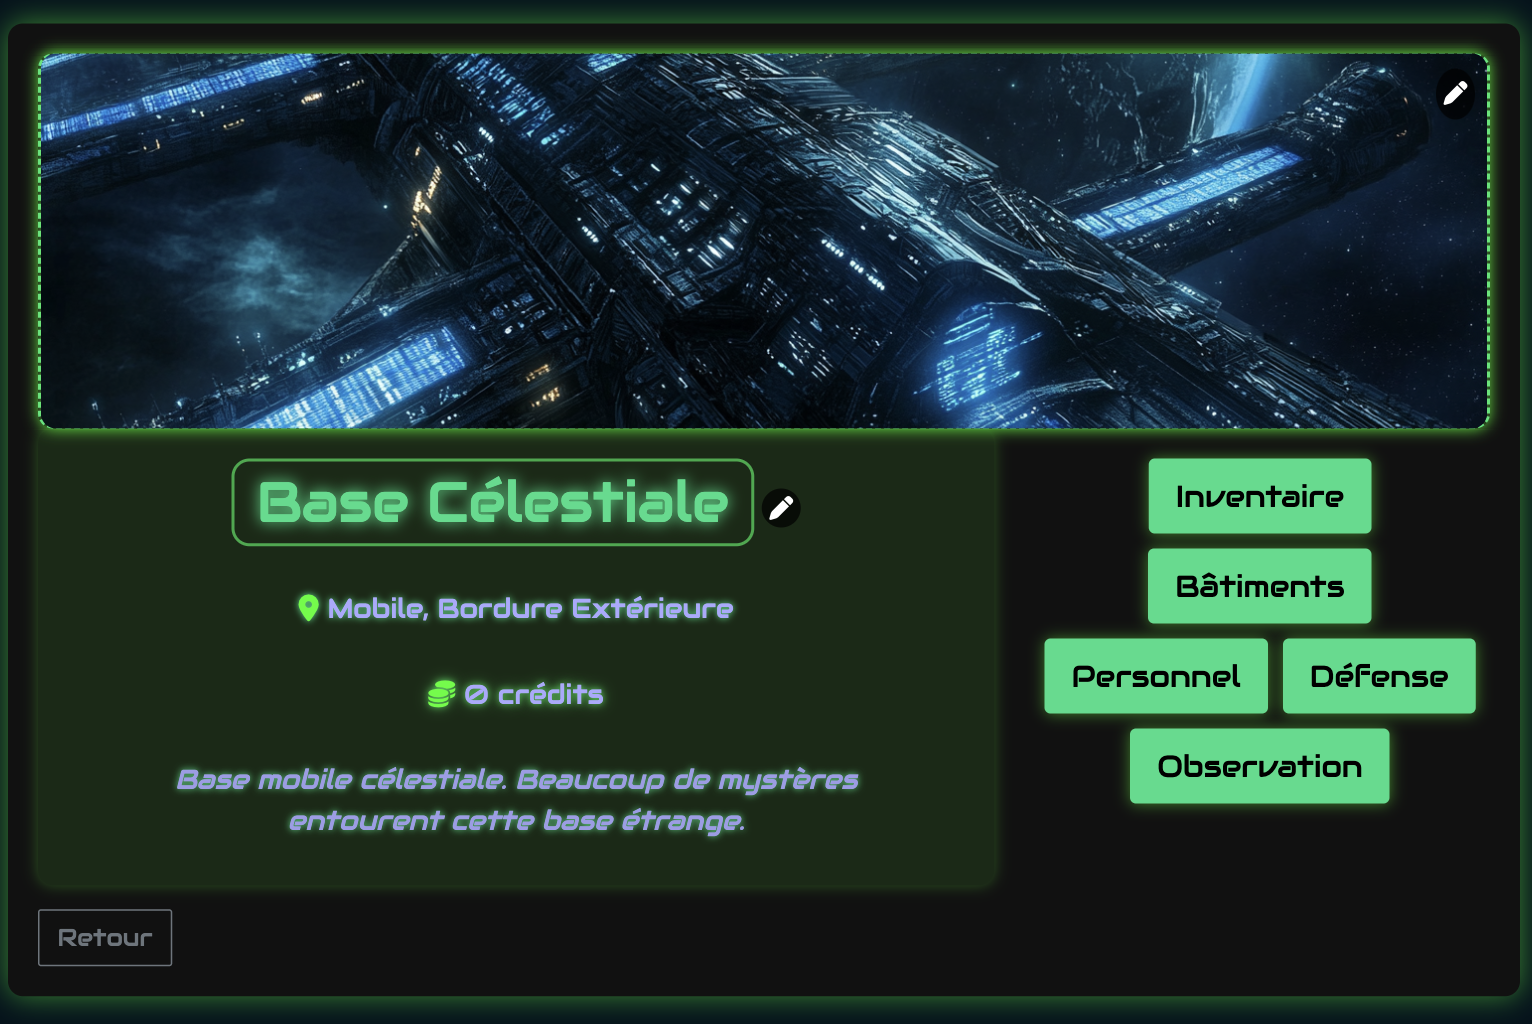 Base Célestiale
Mobile, Bordure Extérieure
0 crédits
Base mobile célestiale. Beaucoup de mystères
entourent cette base étrange.
Inventaire
Bâtiments
Personnel
Défense
Observation
Retour